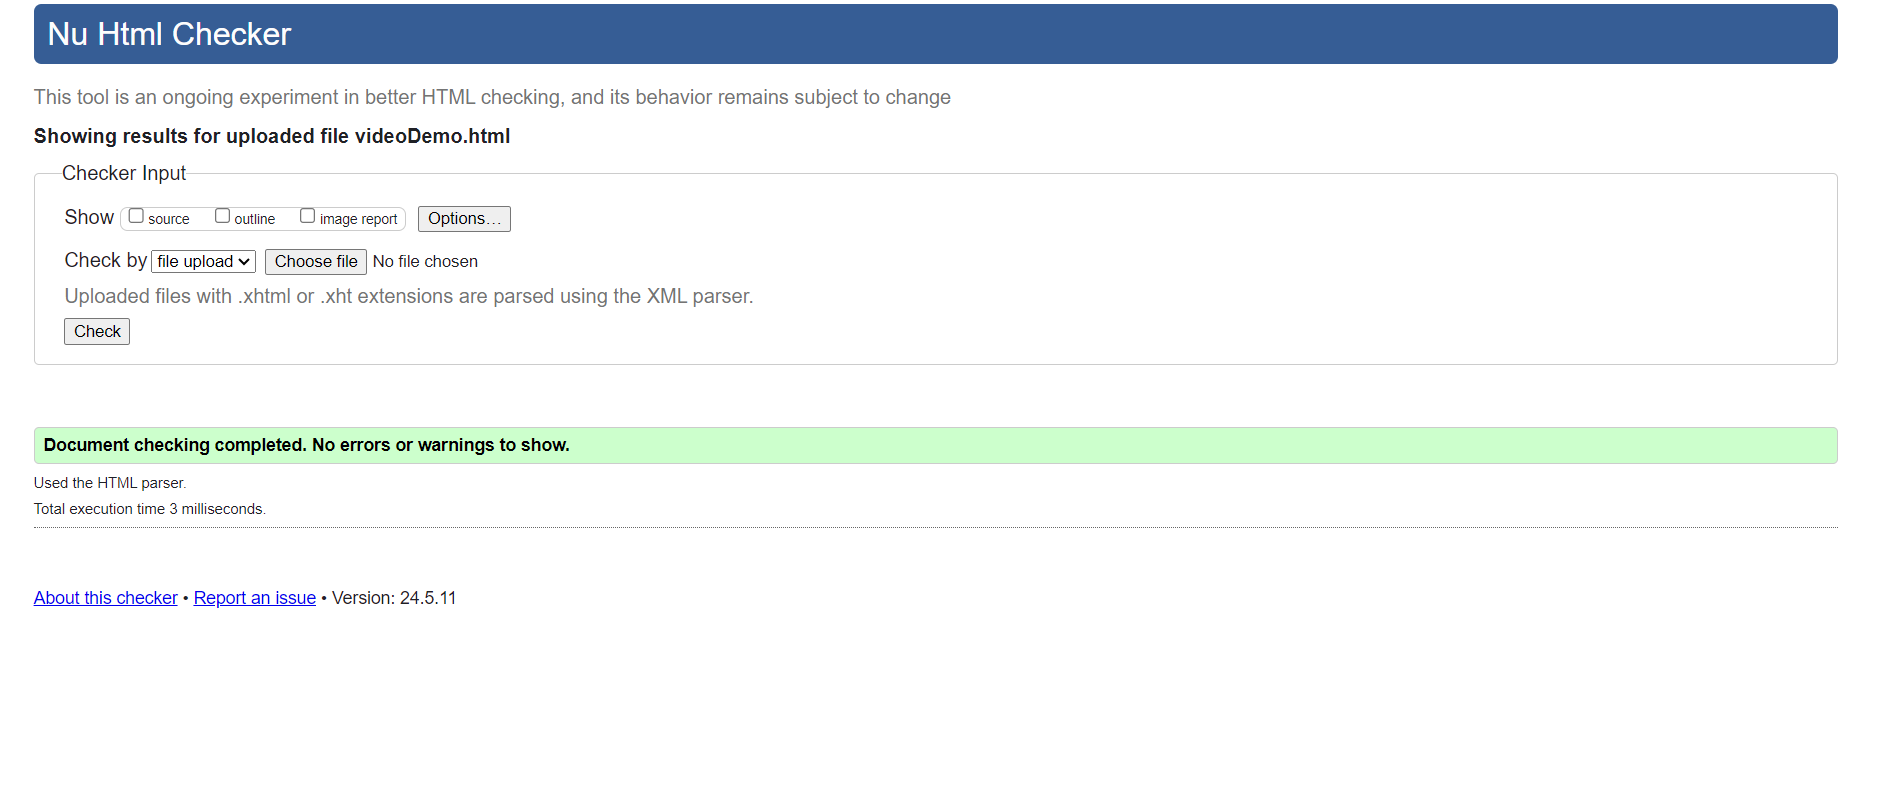 Nu Html Checker
This tool is an ongoing experiment in better HTML checking, and its behavior remains subject to change
Showing results for uploaded file videoDemo.html
Checker Input
Show source outline image report Options...
Check by file upload Choose file No file chosen
Uploaded files with .xhtml or .xht extensions are parsed using the XML parser.
Check
Document checking completed. No errors or warnings to show.
Used the HTML parser.
Total execution time 3 milliseconds.
About this checker • Report an issue • Version: 24.5.11